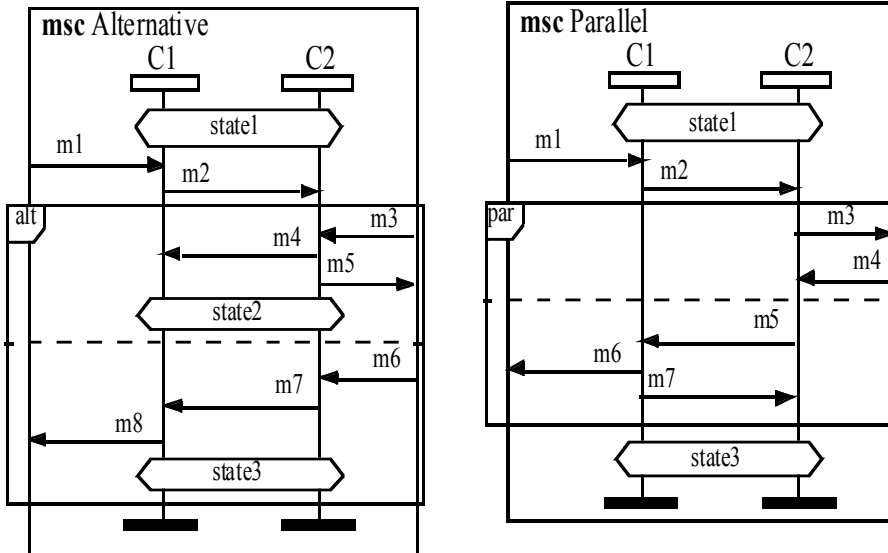 msc Alternative
C1 C2
state1
m1
m2
alt
m3
m4
m5
state2
m6
m7
m8
state3
msc Parallel
C1 C2
state1
m1
m2
par
m3
m4
m5
m6
m7
state3